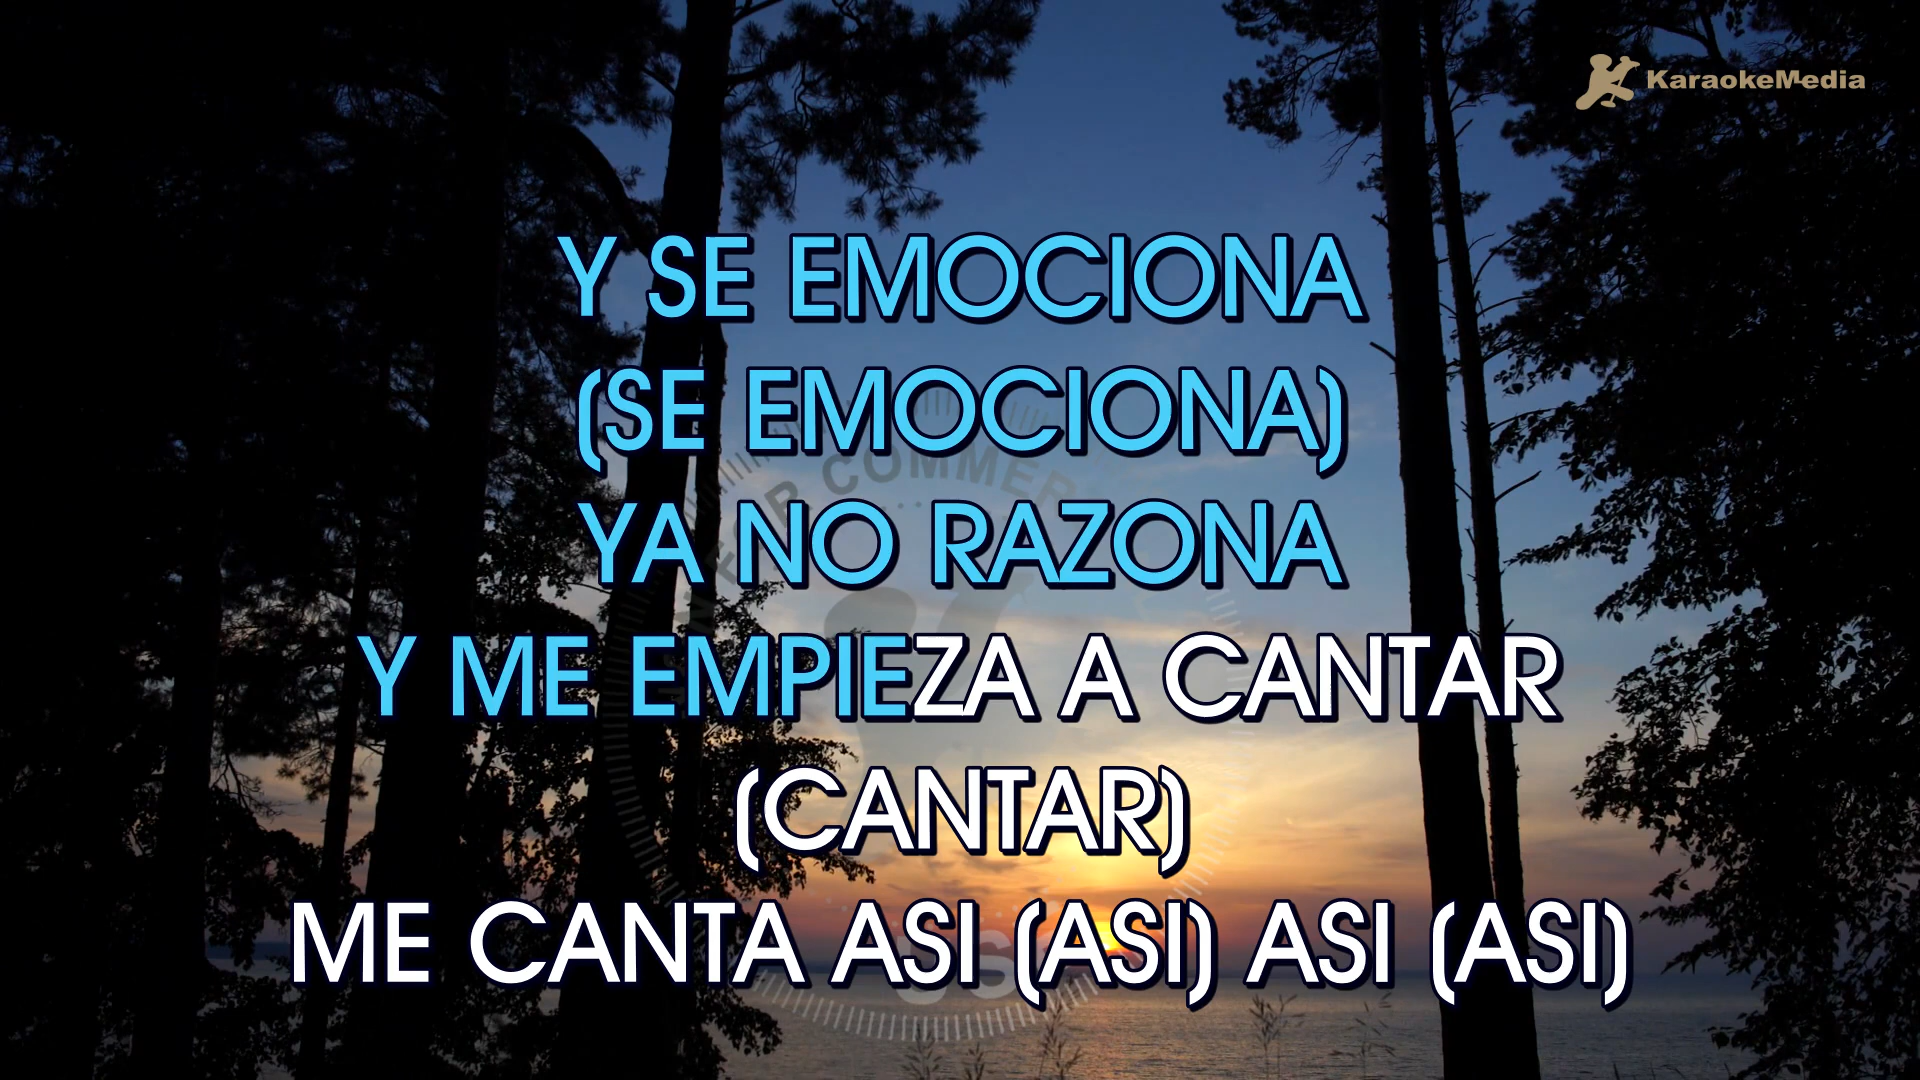 KaraokeMedia
Y SE EMOCIONA
(SE EMOCIONA)
YA NO RAZONA
Y ME EMPIEZA A CANTAR
(CANTAR)
ME CANTA ASI (ASI) ASI (ASI)